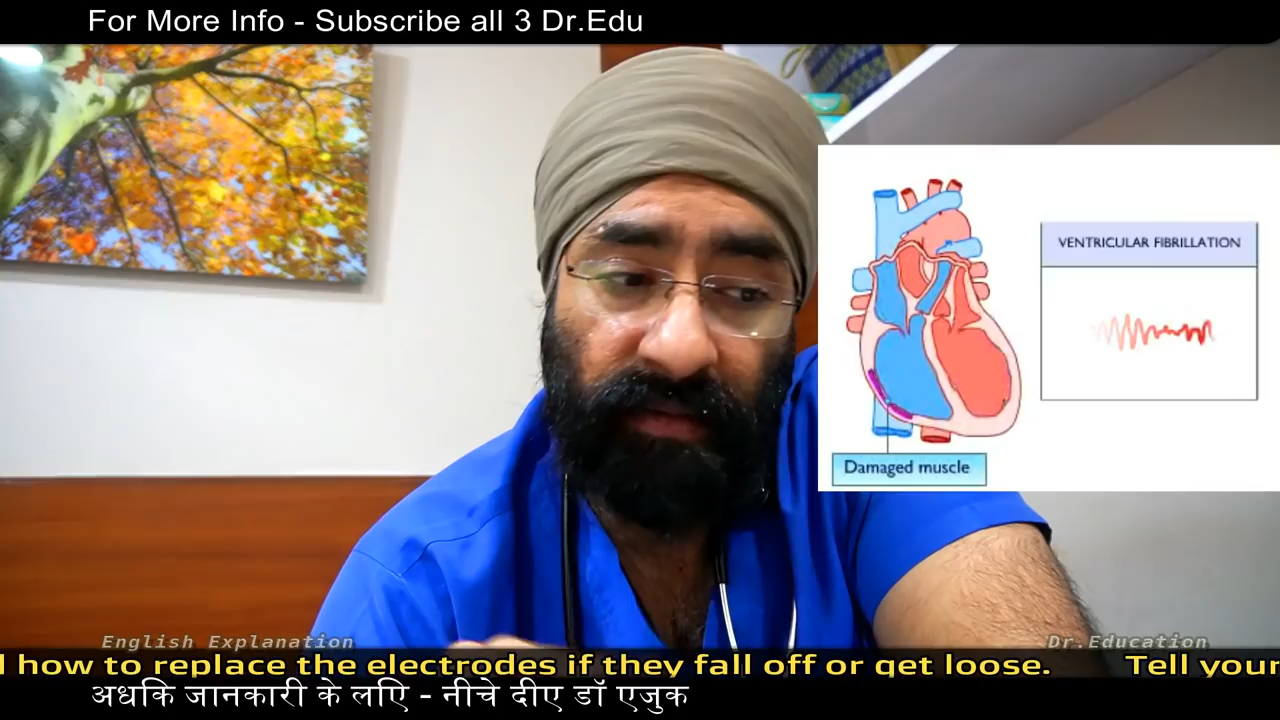 For More Info - Subscribe all 3 Dr.Edu
VENTRICULAR FIBRILLATION
Damaged muscle
English Explanation
Dr.Education
how to replace the electrodes if they fall off or get loose. Tell your
अधकि जानकारी के लएि - नीचे दीए डॉ एजुक